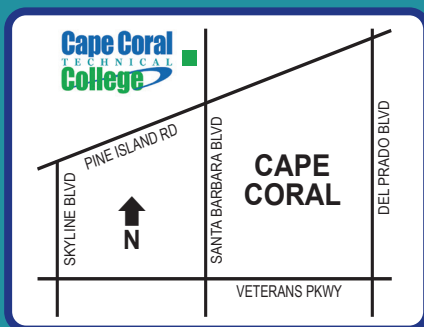 Cape Coral
TECHNICAL
College
PINE ISLAND RD
SKYLINE BLVD
N
SANTA BARBARA BLVD
CAPE
CORAL
DEL PRADO BLVD
VETERANS PKWY